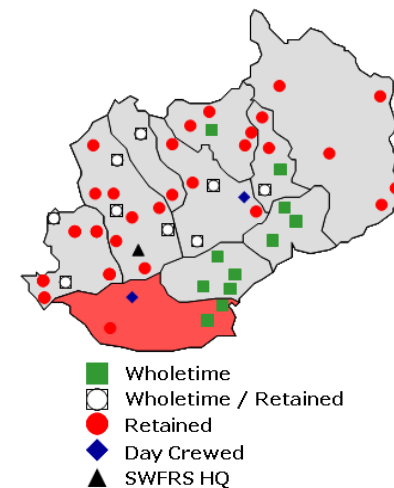 Wholetime
Wholetime / Retained
Retained
Day Crewed
SWFRS HQ